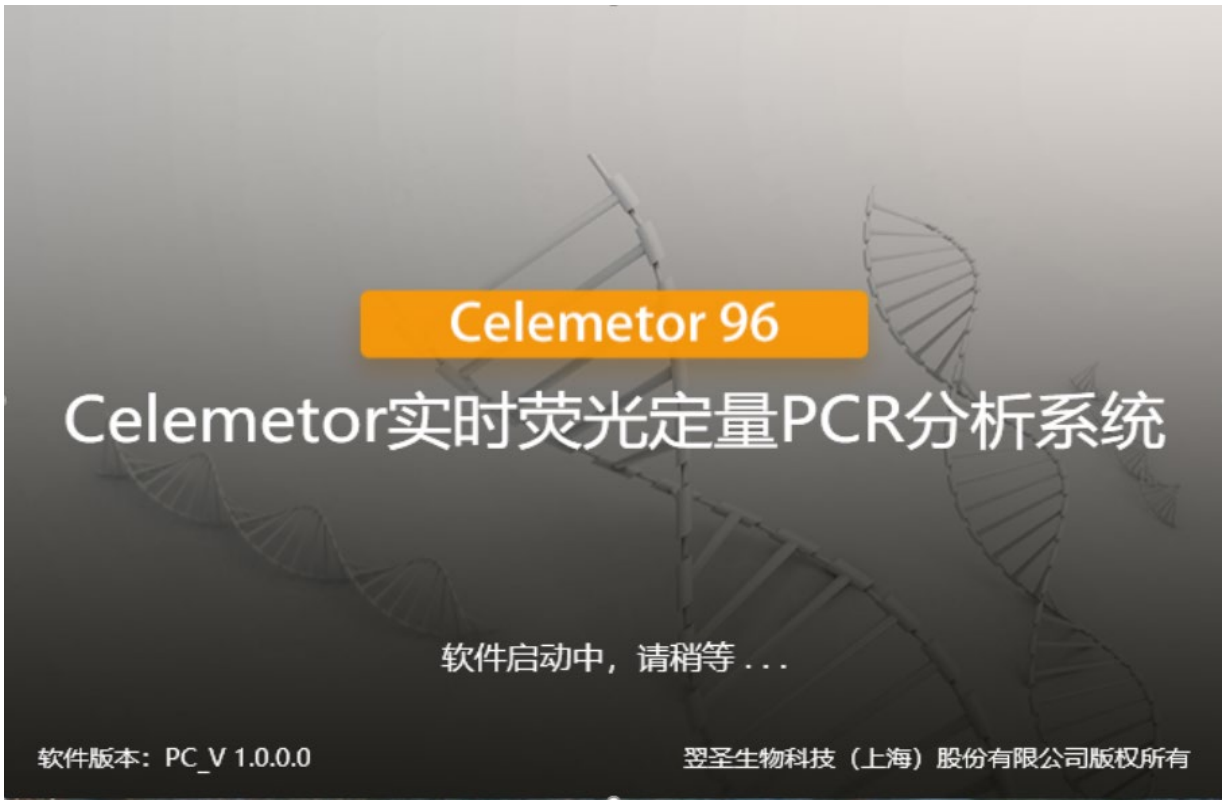 Celemetor 96
Celemetor实时荧光定量PCR分析系统
软件启动中，请稍等 . . .
软件版本：PC_V 1.0.0.0
翌圣生物科技（上海）股份有限公司版权所有